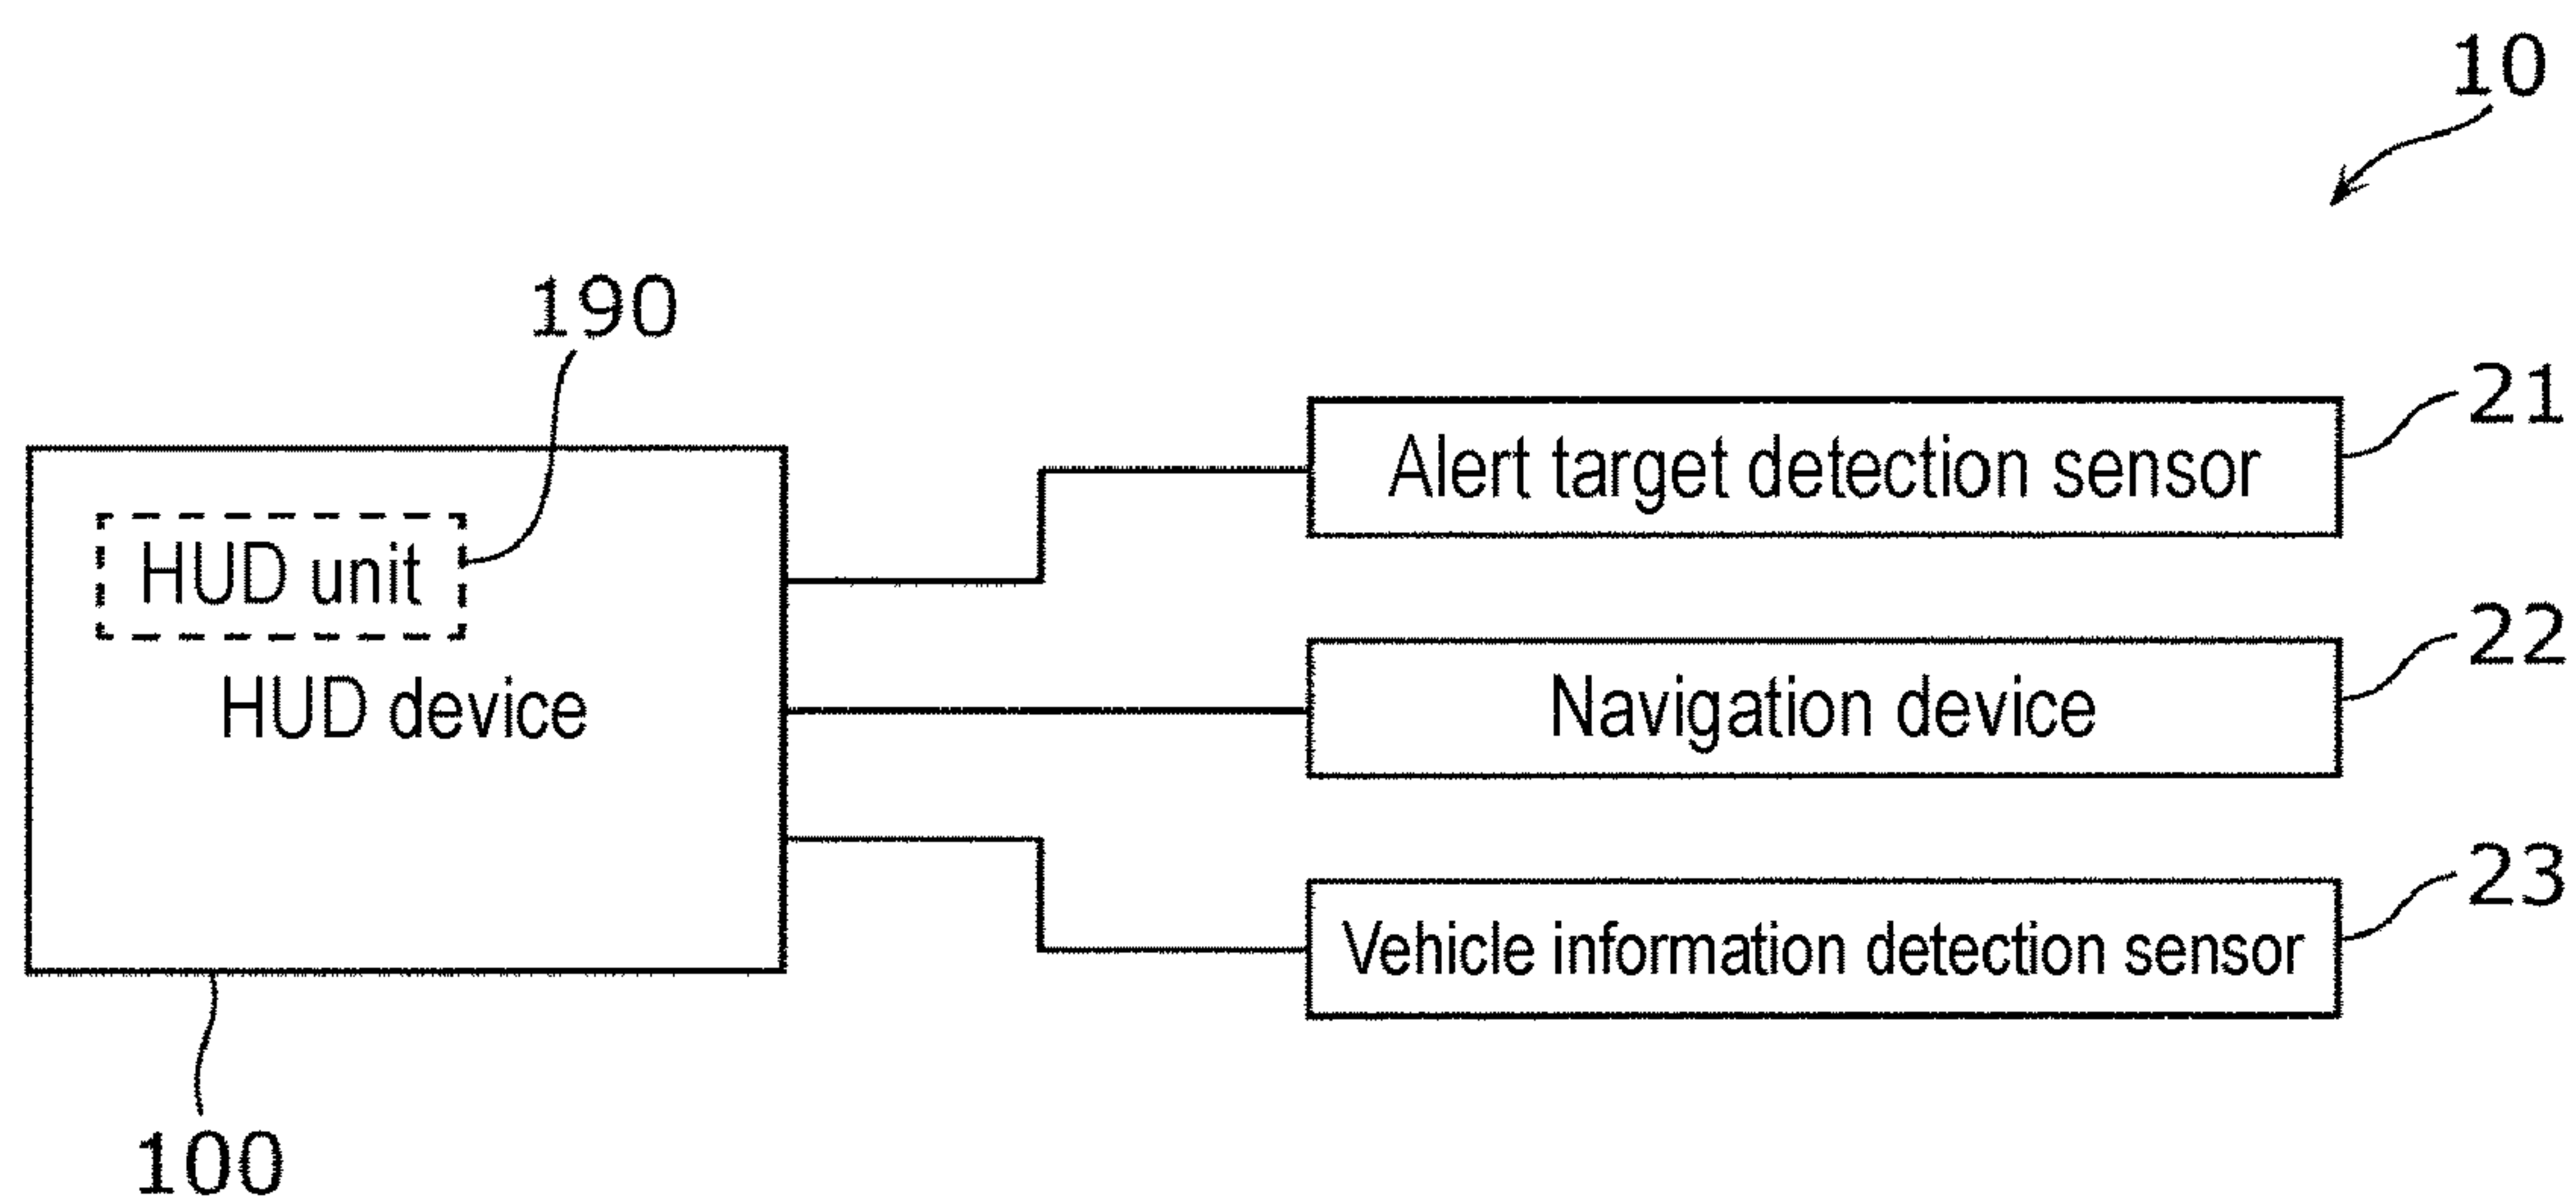 10
190
21
Alert target detection sensor
HUD unit
22
HUD device
Navigation device
23
Vehicle information detection sensor
100